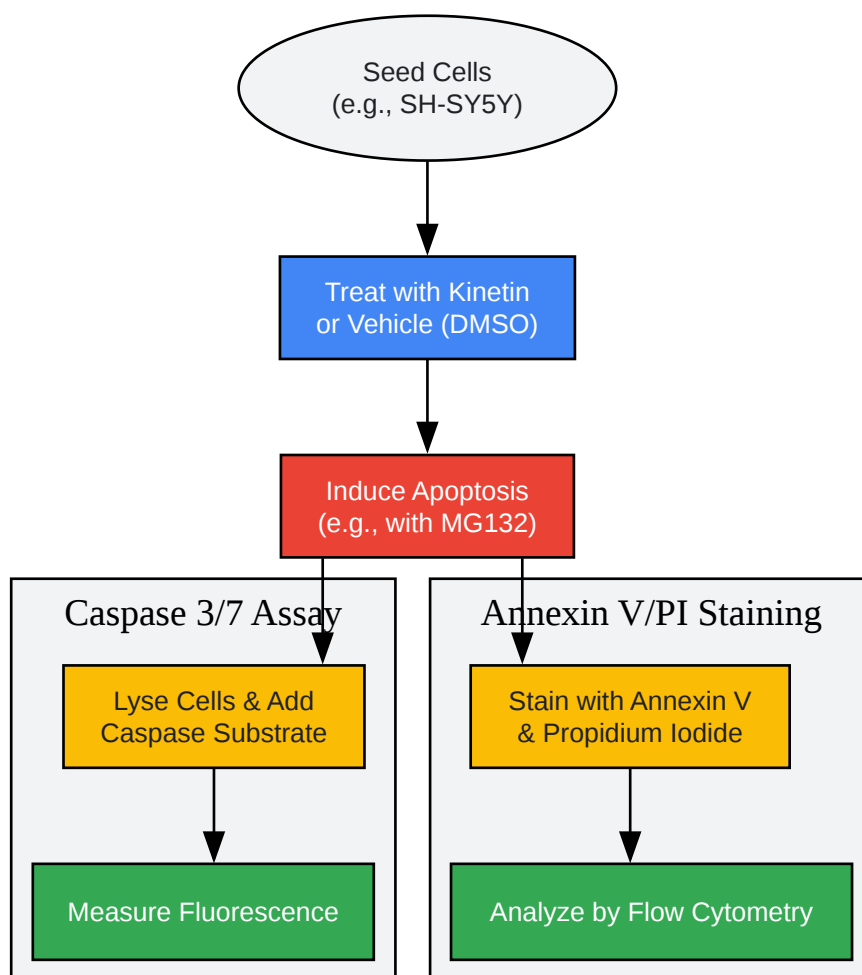 Seed Cells
(e.g., SH-SY5Y)
Treat with Kinetin
or Vehicle (DMSO)
Induce Apoptosis
(e.g., with MG132)
Caspase 3/7 Assay
Lyse Cells & Add
Caspase Substrate
Measure Fluorescence
Annexin V/PI Staining
Stain with Annexin V
& Propidium Iodide
Analyze by Flow Cytometry